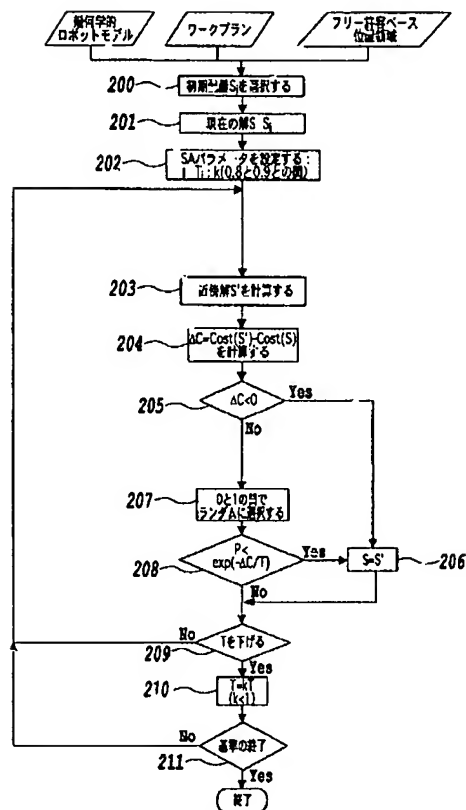 幾何学的
ロボットモデル
ワークプラン
フリー許容ベース
位置領域
200
初期配置Siを選択する
201
現在の解S Si
202
SAパラメータを設定する：
Ti：k(0.8と0.9との間)
203
近傍解S'を計算する
204
ΔC=Cost(S')-Cost(S)
を計算する
205
ΔC<0
Yes
No
207
0と1の間で
ランダムに選択する
208
P<
exp(-ΔC/T)
Yes
S=S'
206
No
No
Tを下げる
209
Yes
210
T=kT
(k<1)
No
基準の終了
211
Yes
終了